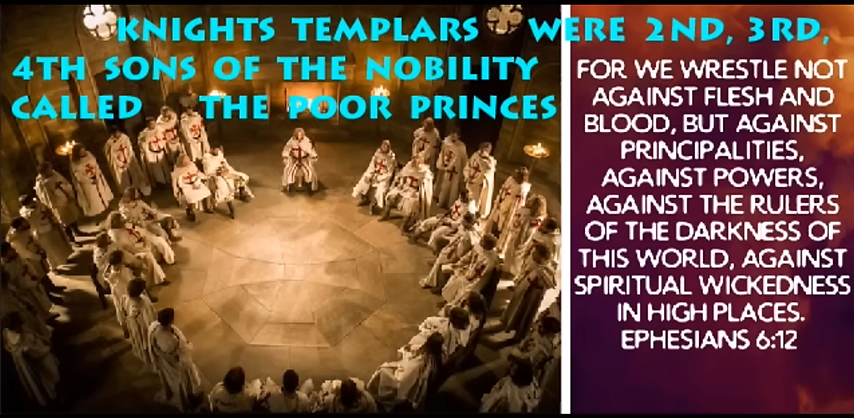 KNIGHTS TEMPLARS WERE 2ND, 3RD,
4TH SONS OF THE NOBILITY
CALLED THE POOR PRINCES
FOR WE WRESTLE NOT
AGAINST FLESH AND
BLOOD, BUT AGAINST
PRINCIPALITIES,
AGAINST POWERS,
AGAINST THE RULERS
OF THE DARKNESS OF
THIS WORLD, AGAINST
SPIRITUAL WICKEDNESS
IN HIGH PLACES.
EPHESIANS 6:12